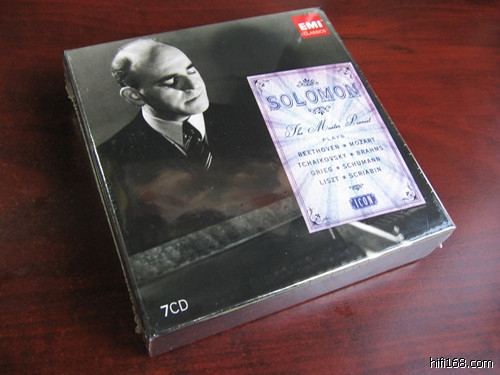 EMI
CLASSICS
SOLOMON
The Master Pianist
PLAYS
BEETHOVEN ★ MOZART
TCHAIKOVSKY ★ BRAHMS
GRIEG ★ SCHUMANN
LISZT ★ SCRIABIN
ICON
7CD
hifi168.com